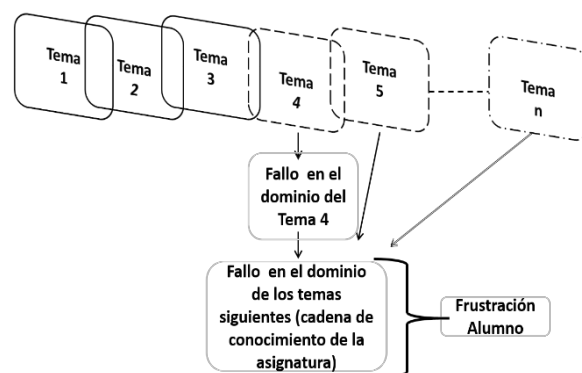 Tema
1
Tema
2
Tema
3
Tema
4
Tema
5
Tema
n
Fallo en el
dominio del
Tema 4
Fallo en el dominio
de los temas
siguientes (cadena de
conocimiento de la
asignatura)
Frustración
Alumno